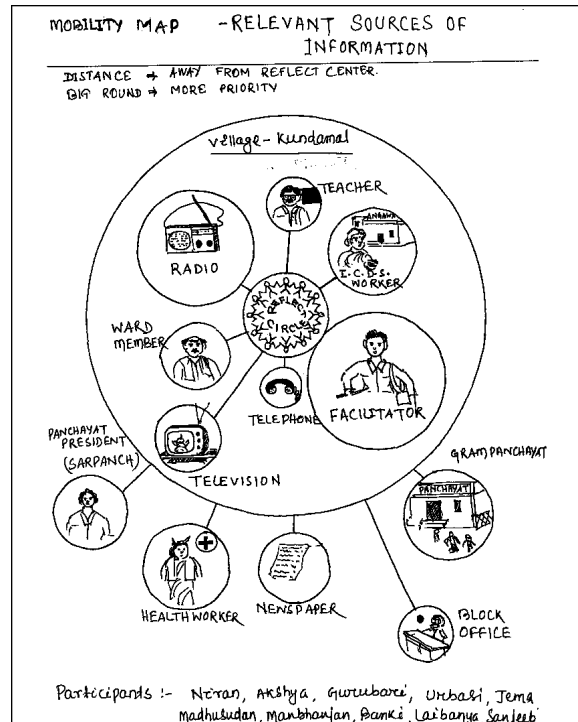 MOBILITY MAP - RELEVANT SOURCES OF
INFORMATION
DISTANCE → AWAY FROM REFLECT CENTER.
BIG ROUND → MORE PRIORITY
Village - Kundamal
TEACHER
RADIO
ANGANW
I.C.D.S.
WORKER
REFLECT
CIRCLE
WARD
MEMBER
TELEPHONE
FACILITATOR
TELEVISION
PANCHAYAT
PRESIDENT
(SARPANCH)
GRAM PANCHAYAT
PANCHAYAT
HEALTH WORKER
NEWSPAPER
BLOCK
OFFICE
Participants :- Niran, Akshya, Gurubari, Urbasi, Jema
Madhusudan, Manbhanjan, Banki, Laibanya Sanjeeb